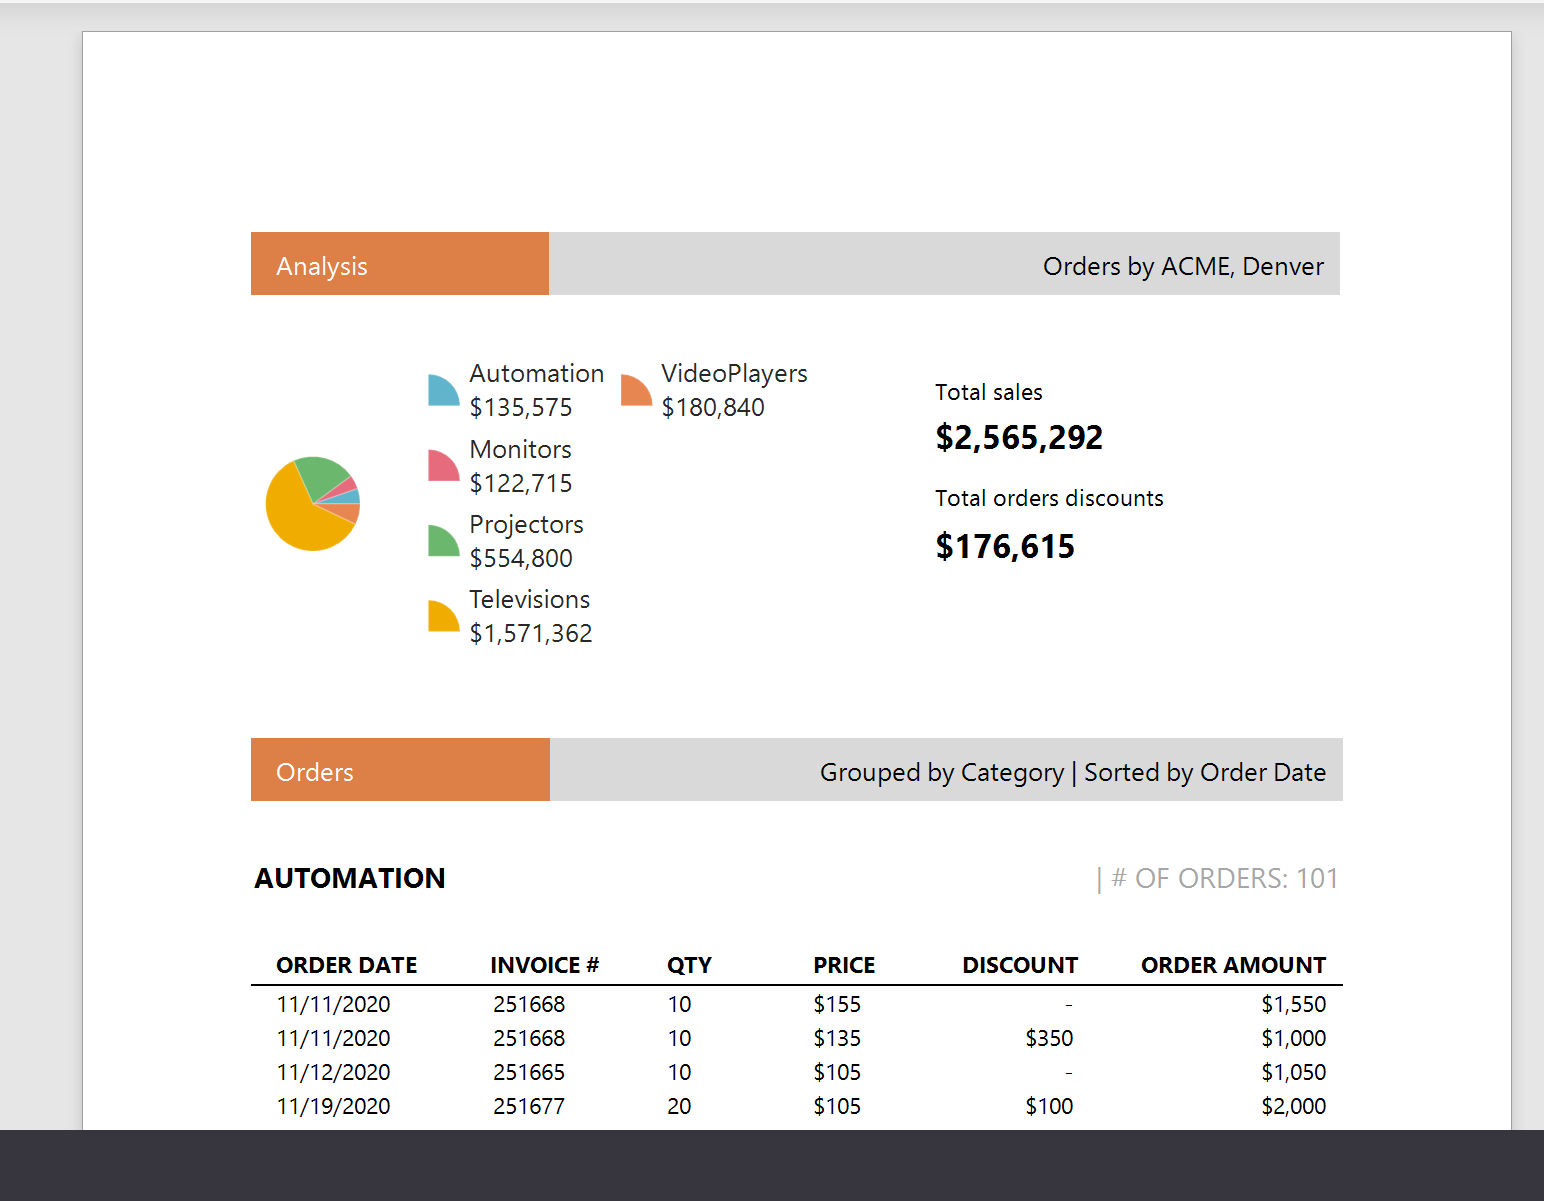 Analysis Orders by ACME, Denver
Automation
$135,575
VideoPlayers
$180,840
Monitors
$122,715
Projectors
$554,800
Televisions
$1,571,362
Total sales
$2,565,292
Total orders discounts
$176,615
Orders Grouped by Category | Sorted by Order Date
AUTOMATION | # OF ORDERS: 101
ORDER DATE INVOICE # QTY PRICE DISCOUNT ORDER AMOUNT
11/11/2020 251668 10 $155 - $1,550
11/11/2020 251668 10 $135 $350 $1,000
11/12/2020 251665 10 $105 - $1,050
11/19/2020 251677 20 $105 $100 $2,000